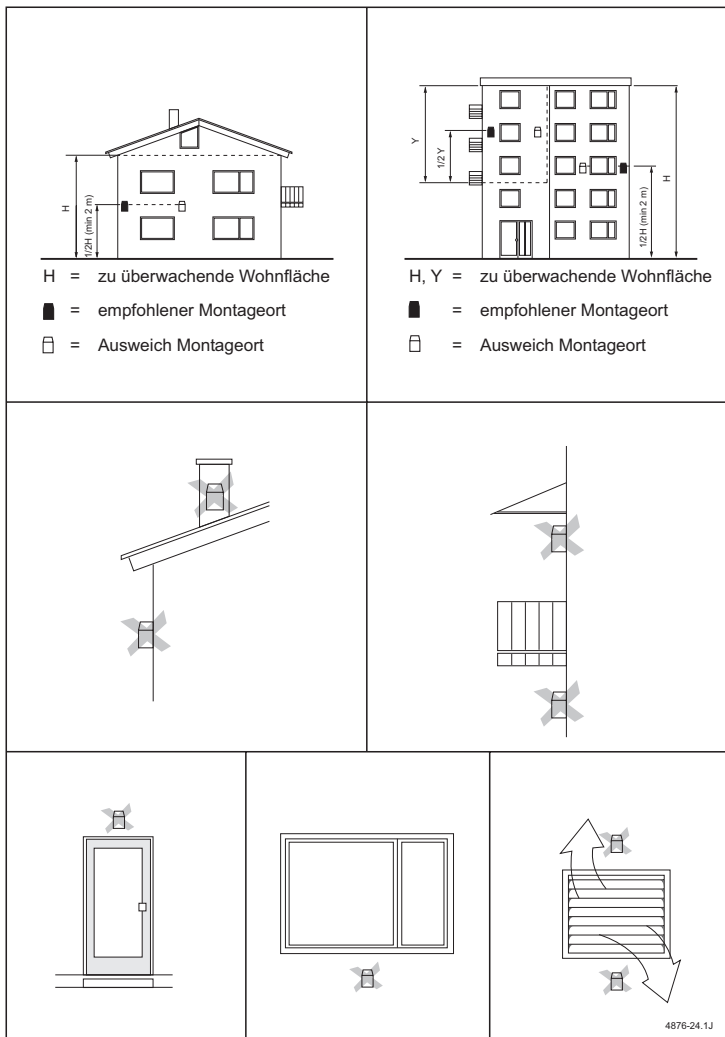 H
1/2H (min 2 m)
H = zu überwachende Wohnfläche
= empfohlener Montageort
= Ausweich Montageort
Y
1/2 Y
1/2H (min 2 m)
H
H, Y = zu überwachende Wohnfläche
= empfohlener Montageort
= Ausweich Montageort
4876-24.1J